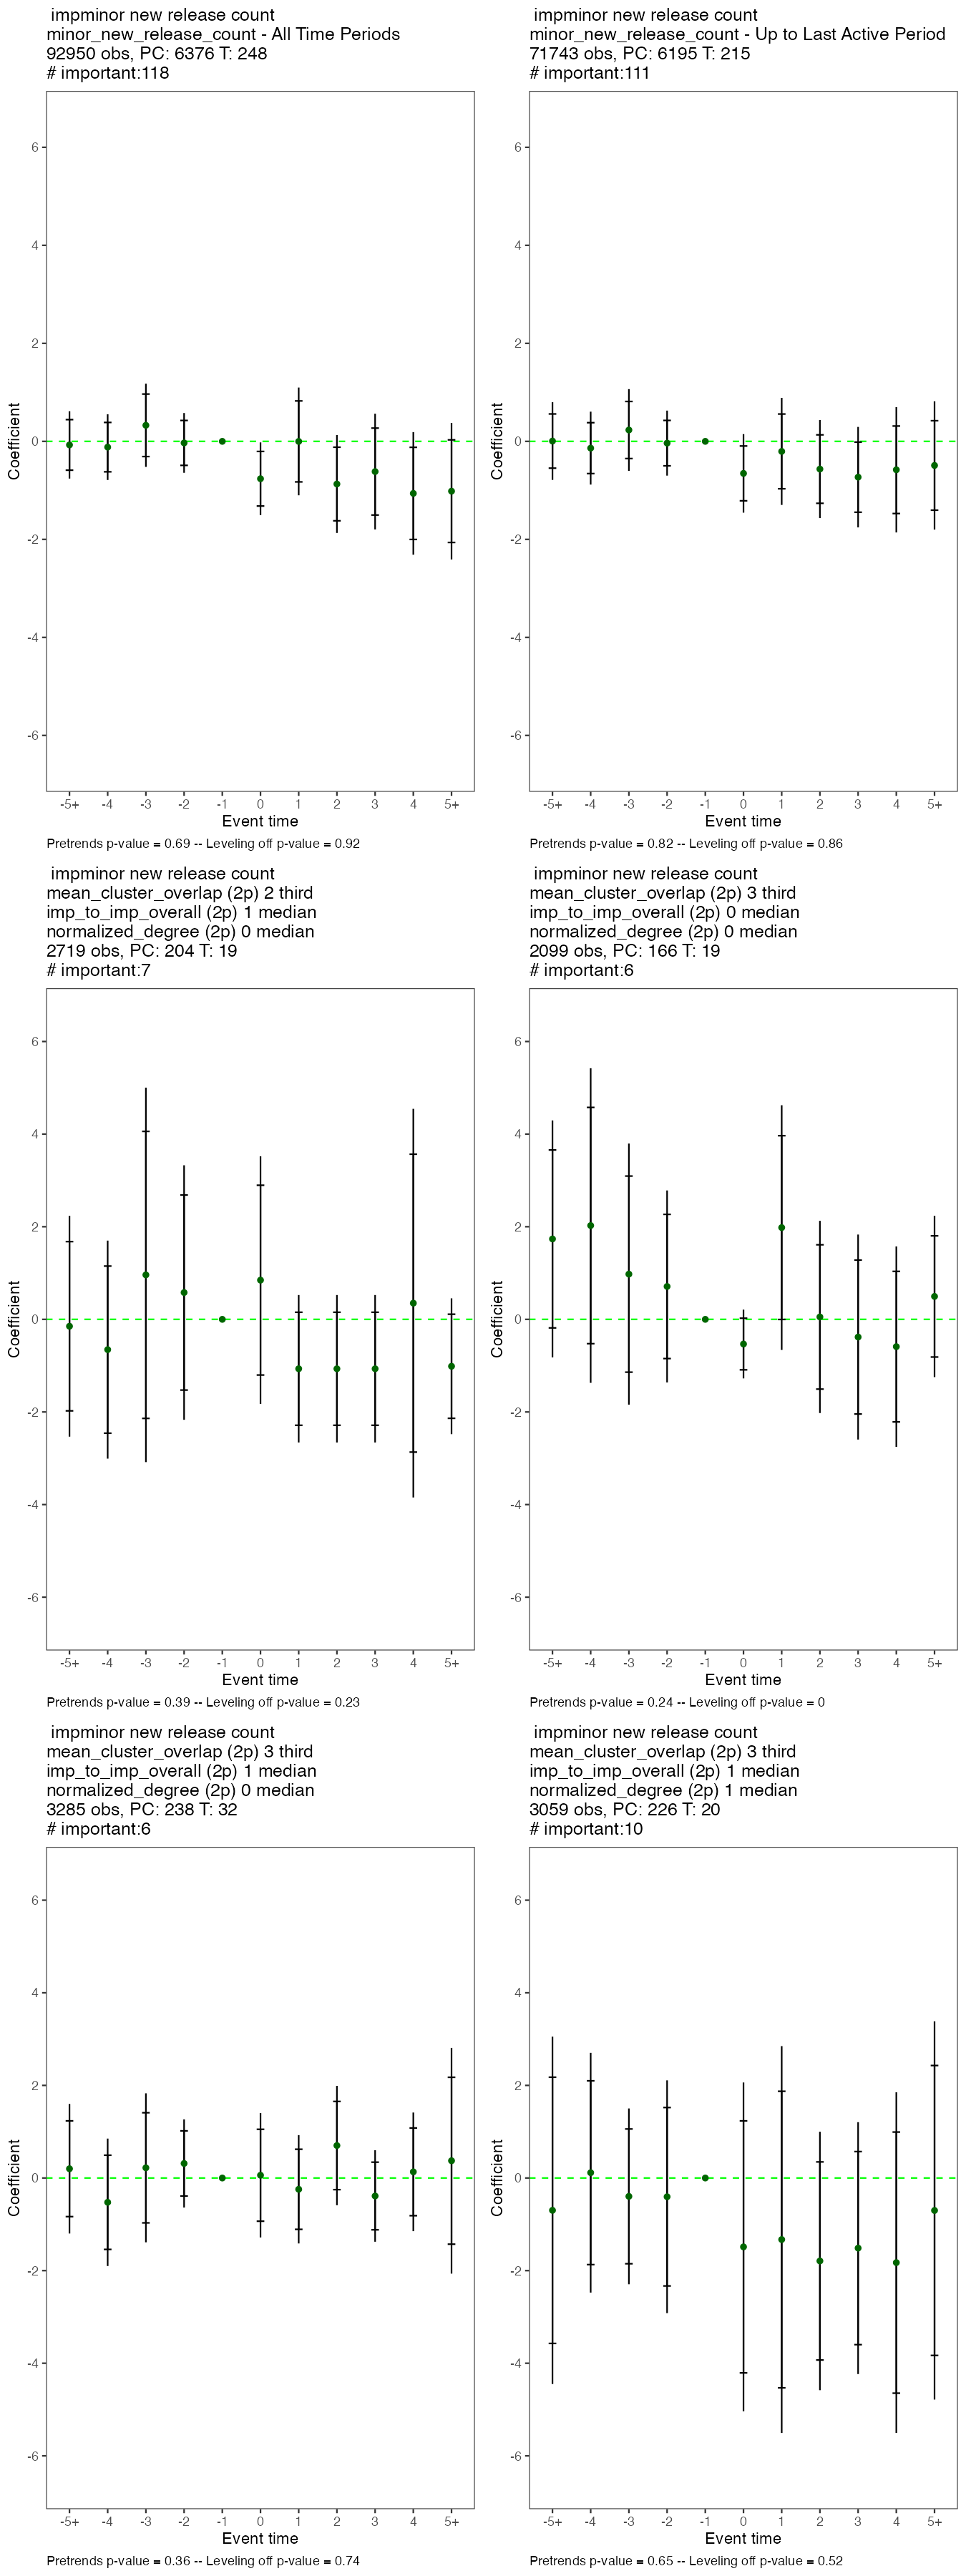 impminor new release count
minor_new_release_count - All Time Periods
92950 obs, PC: 6376 T: 248
# important:118
6
4
2
0
-2
-4
-6
Coefficient
-5+ -4 -3 -2 -1 0 1 2 3 4 5+
Event time
Pretrends p-value = 0.69 -- Leveling off p-value = 0.92
impminor new release count
minor_new_release_count - Up to Last Active Period
71743 obs, PC: 6195 T: 215
# important:111
6
4
2
0
-2
-4
-6
Coefficient
-5+ -4 -3 -2 -1 0 1 2 3 4 5+
Event time
Pretrends p-value = 0.82 -- Leveling off p-value = 0.86
impminor new release count
mean_cluster_overlap (2p) 2 third
imp_to_imp_overall (2p) 1 median
normalized_degree (2p) 0 median
2719 obs, PC: 204 T: 19
# important:7
6
4
2
0
-2
-4
-6
Coefficient
-5+ -4 -3 -2 -1 0 1 2 3 4 5+
Event time
Pretrends p-value = 0.39 -- Leveling off p-value = 0.23
impminor new release count
mean_cluster_overlap (2p) 3 third
imp_to_imp_overall (2p) 0 median
normalized_degree (2p) 0 median
2099 obs, PC: 166 T: 19
# important:6
6
4
2
0
-2
-4
-6
Coefficient
-5+ -4 -3 -2 -1 0 1 2 3 4 5+
Event time
Pretrends p-value = 0.24 -- Leveling off p-value = 0
impminor new release count
mean_cluster_overlap (2p) 3 third
imp_to_imp_overall (2p) 1 median
normalized_degree (2p) 0 median
3285 obs, PC: 238 T: 32
# important:6
6
4
2
0
-2
-4
-6
Coefficient
-5+ -4 -3 -2 -1 0 1 2 3 4 5+
Event time
Pretrends p-value = 0.36 -- Leveling off p-value = 0.74
impminor new release count
mean_cluster_overlap (2p) 3 third
imp_to_imp_overall (2p) 1 median
normalized_degree (2p) 1 median
3059 obs, PC: 226 T: 20
# important:10
6
4
2
0
-2
-4
-6
Coefficient
-5+ -4 -3 -2 -1 0 1 2 3 4 5+
Event time
Pretrends p-value = 0.65 -- Leveling off p-value = 0.52